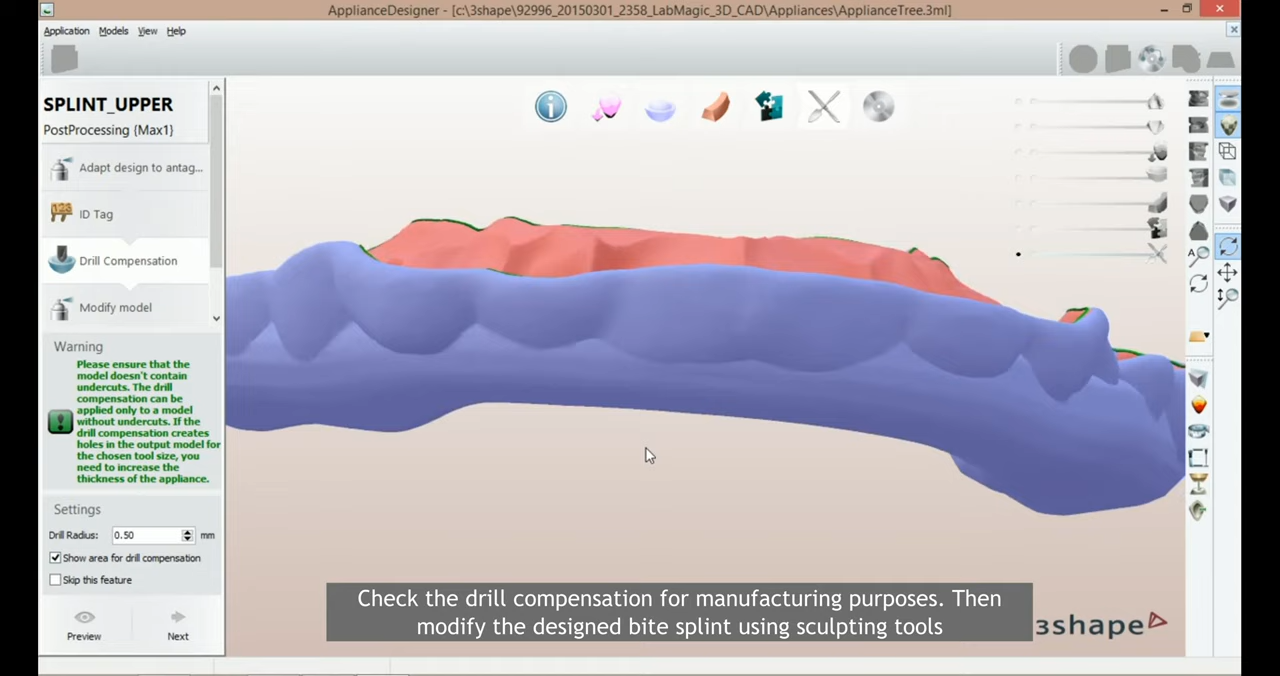 ApplianceDesigner - [c:\3shape\92996_20150301_2358_LabMagic_3D_CAD\Appliances\ApplianceTree.3ml]
Application Models View Help
SPLINT_UPPER
PostProcessing (Max1)
Adapt design to antag...
123
ID Tag
Drill Compensation
Modify model
Warning
Please ensure that the
model doesn't contain
undercuts. The drill
compensation can be
applied only to a model
without undercuts. If the
drill compensation creates
holes in the output model for
the chosen tool size, you
need to increase the
thickness of the appliance.
Settings
Drill Radius: 0.50 mm
Show area for drill compensation
Skip this feature
Preview Next
Check the drill compensation for manufacturing purposes. Then
modify the designed bite splint using sculpting tools
3shape